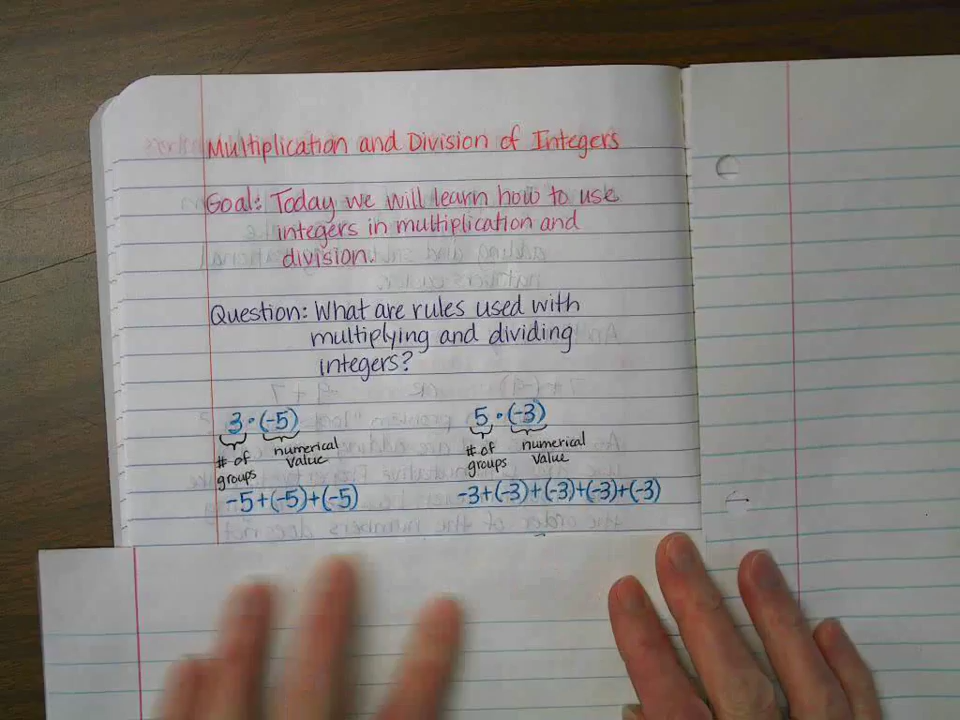 Multiplication and Division of Integers
Goal: Today we will learn how to use
integers in multiplication and
division.
Question: What are rules used with
multiplying and dividing
integers?
3 · (-5)
# of
groups
numerical
value
-5+(-5)+(-5)
5 · (-3)
# of
groups
numerical
value
-3+(-3)+(-3)+(-3)+(-3)